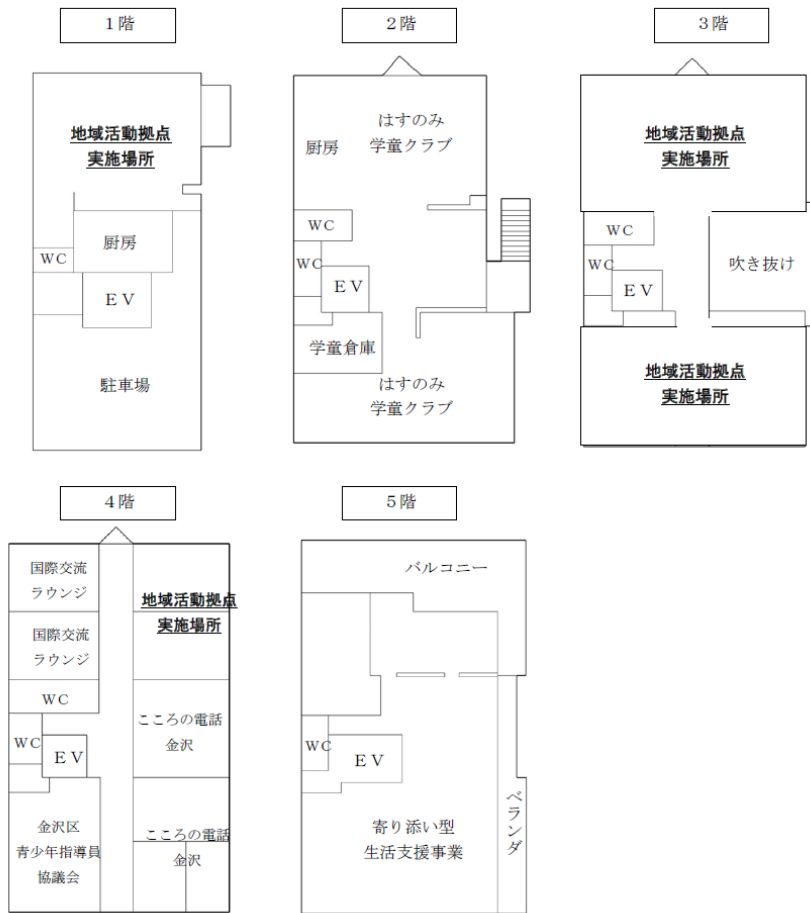 １階
地域活動拠点
実施場所
厨房
WC
ＥＶ
駐車場
２階
はすのみ
学童クラブ
厨房
WC
WC
ＥＶ
学童倉庫
はすのみ
学童クラブ
３階
地域活動拠点
実施場所
WC
WC
ＥＶ
吹き抜け
地域活動拠点
実施場所
４階
国際交流
ラウンジ
地域活動拠点
実施場所
国際交流
ラウンジ
WC
こころの電話
金沢
WC
ＥＶ
金沢区
青少年指導員
協議会
こころの電話
金沢
５階
バルコニー
WC
ＥＶ
寄り添い型
生活支援事業
ベランダ